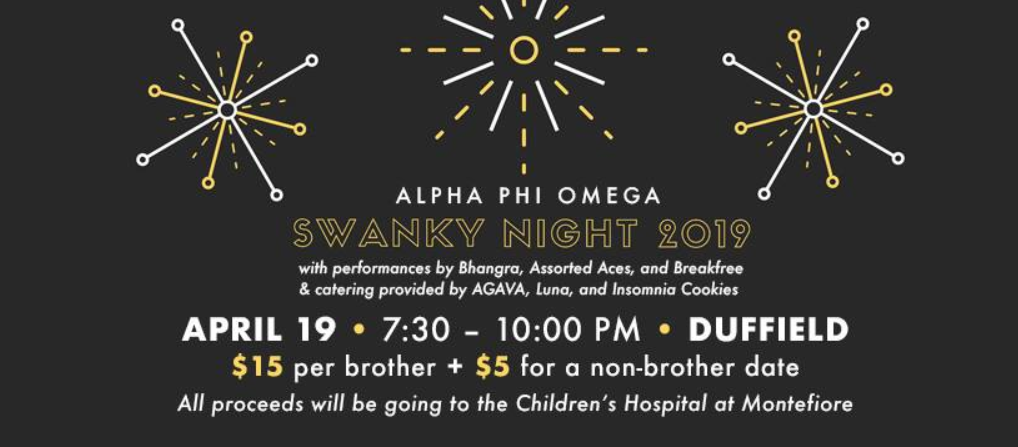 ALPHA PHI OMEGA
SWANKY NIGHT 2019
with performances by Bhangra, Assorted Aces, and Breakfree
& catering provided by AGAVA, Luna, and Insomnia Cookies
APRIL 19 • 7:30 – 10:00 PM • DUFFIELD
$15 per brother + $5 for a non-brother date
All proceeds will be going to the Children's Hospital at Montefiore